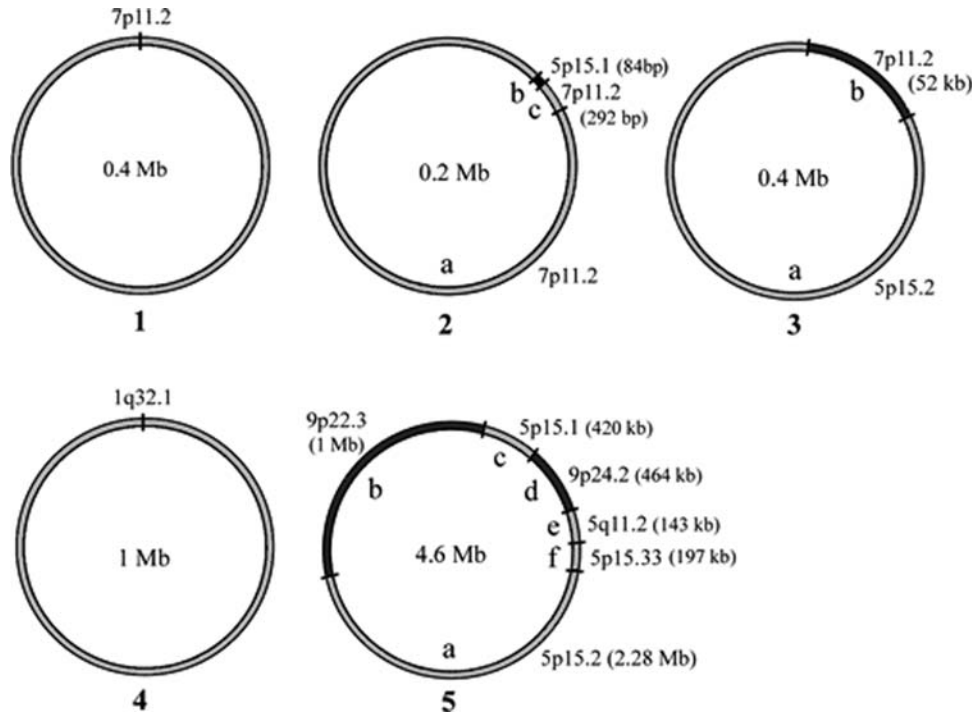 7p11.2
0.4 Mb
1
5p15.1 (84bp)
b
7p11.2
c
(292 bp)
0.2 Mb
a
7p11.2
2
7p11.2
(52 kb)
b
0.4 Mb
a
5p15.2
3
1q32.1
1 Mb
4
9p22.3
(1 Mb)
5p15.1 (420 kb)
c
9p24.2 (464 kb)
b
d
e
5q11.2 (143 kb)
4.6 Mb
f
5p15.33 (197 kb)
a
5p15.2 (2.28 Mb)
5